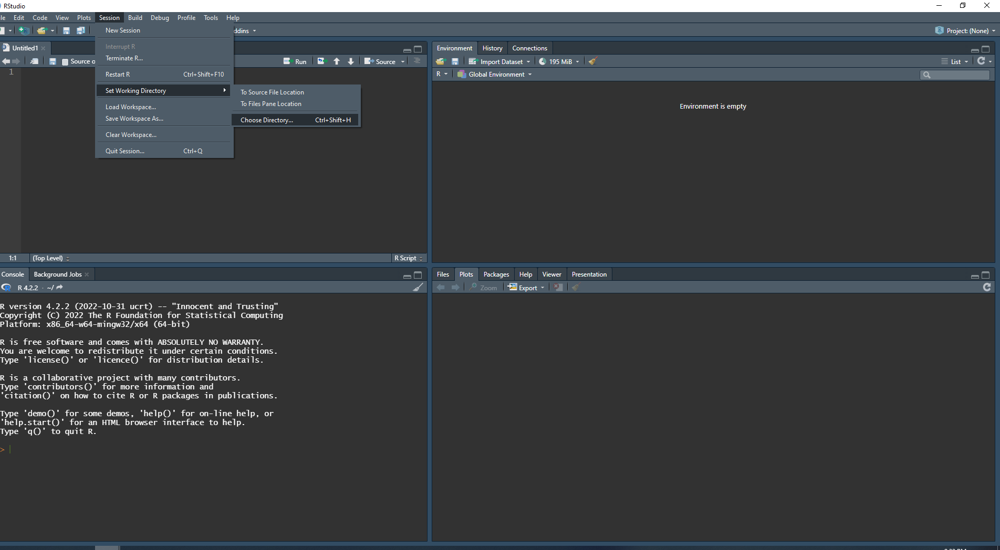 RStudio
ile Edit Code View Plots Session Build Debug Profile Tools Help
ddins
Project: (None)
New Session
Interrupt R
Terminate R...
Restart R Ctrl+Shift+F10
Set Working Directory
Load Workspace...
Save Workspace As...
Clear Workspace...
Quit Session... Ctrl+Q
To Source File Location
To Files Pane Location
Choose Directory... Ctrl+Shift+H
Untitled1
Source o
Run
Source
1
1:1 (Top Level) R Script
Environment History Connections
Import Dataset 195 MiB List
R Global Environment
Environment is empty
Console Background Jobs
R 4.2.2 · ~/
R version 4.2.2 (2022-10-31 ucrt) -- "Innocent and Trusting"
Copyright (C) 2022 The R Foundation for Statistical Computing
Platform: x86_64-w64-mingw32/x64 (64-bit)
R is free software and comes with ABSOLUTELY NO WARRANTY.
You are welcome to redistribute it under certain conditions.
Type 'license()' or 'licence()' for distribution details.
R is a collaborative project with many contributors.
Type 'contributors()' for more information and
'citation()' on how to cite R or R packages in publications.
Type 'demo()' for some demos, 'help()' for on-line help, or
'help.start()' for an HTML browser interface to help.
Type 'q()' to quit R.
>
Files Plots Packages Help Viewer Presentation
Zoom Export